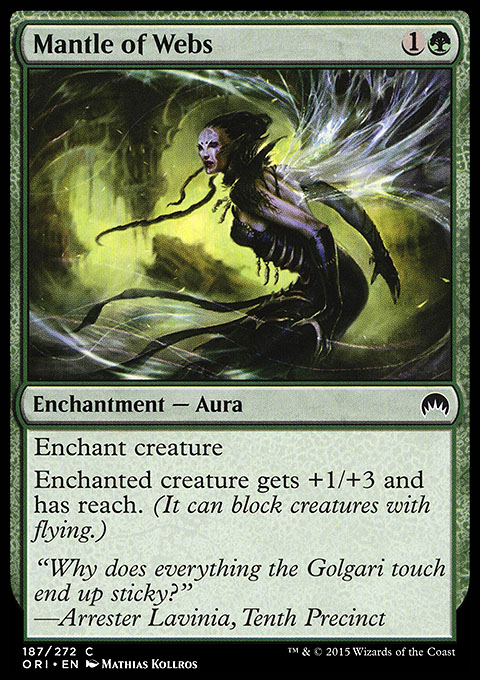 Mantle of Webs 1
Enchantment — Aura
Enchant creature
Enchanted creature gets +1/+3 and
has reach. (It can block creatures with
flying.)
“Why does everything the Golgari touch
end up sticky?”
—Arrester Lavinia, Tenth Precinct
187/272 C
ORI • EN Mathias Kollros
™ & © 2015 Wizards of the Coast